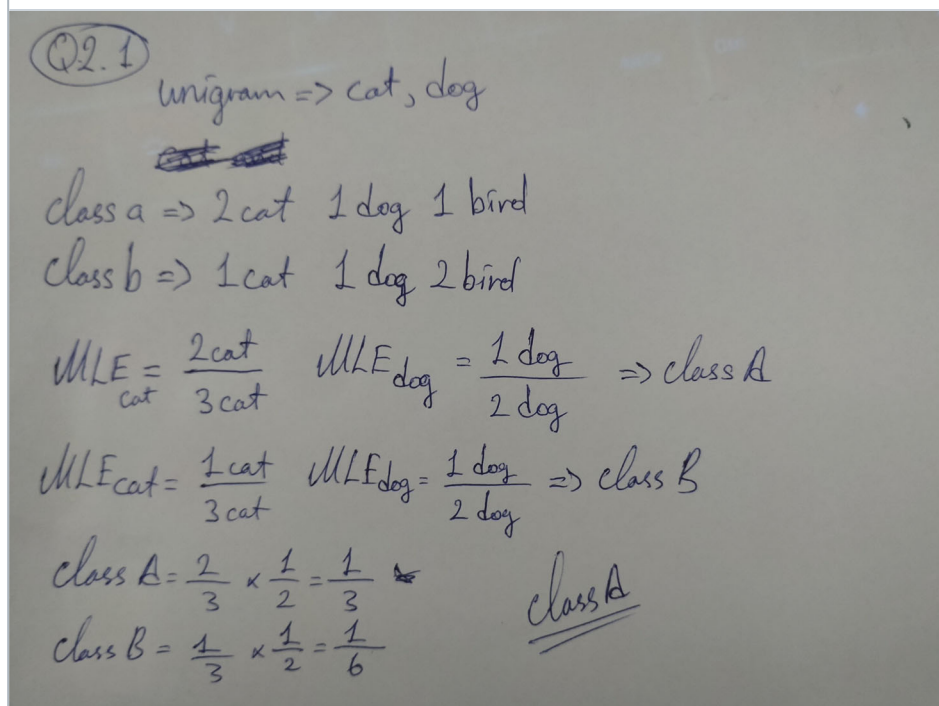 Q2.1
unigram => cat, dog
class a => 2 cat 1 dog 1 bird
class b => 1 cat 1 dog 2 bird
MLE cat = 2 cat / 3 cat MLE dog = 1 dog / 2 dog => class A
MLE cat = 1 cat / 3 cat MLE dog = 1 dog / 2 dog => class B
class A = 2/3 × 1/2 = 1/3
class B = 1/3 × 1/2 = 1/6
class A